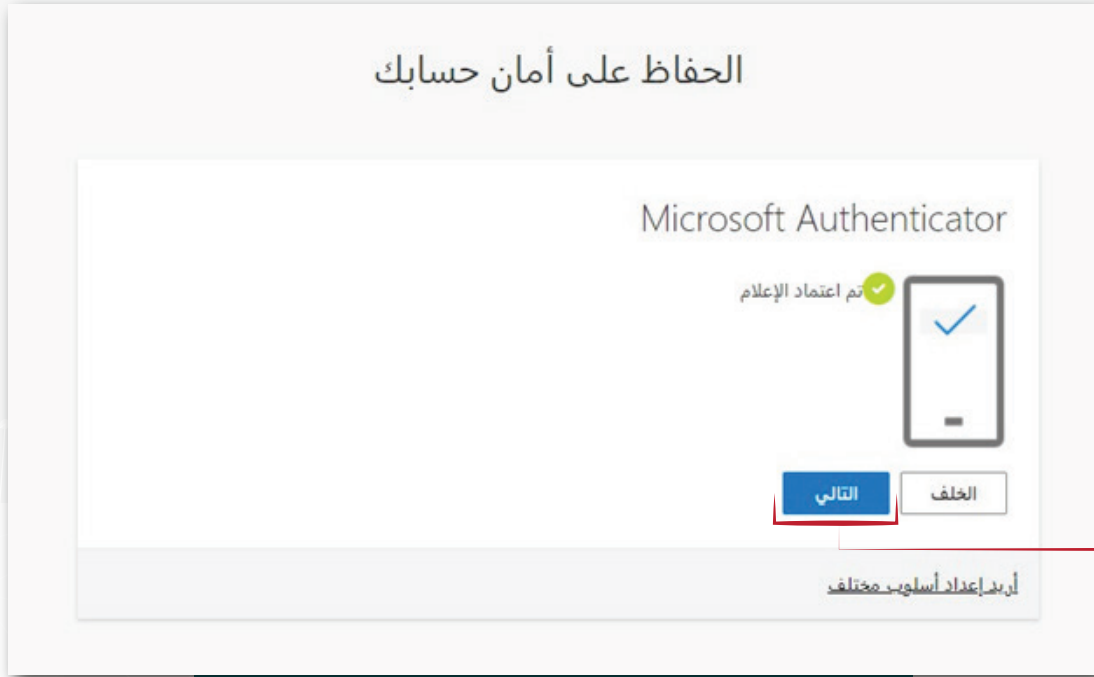 الحفاظ على أمان حسابك
Microsoft Authenticator
تم اعتماد الإعلام
الخلف
التالي
أريد إعداد أسلوب مختلف